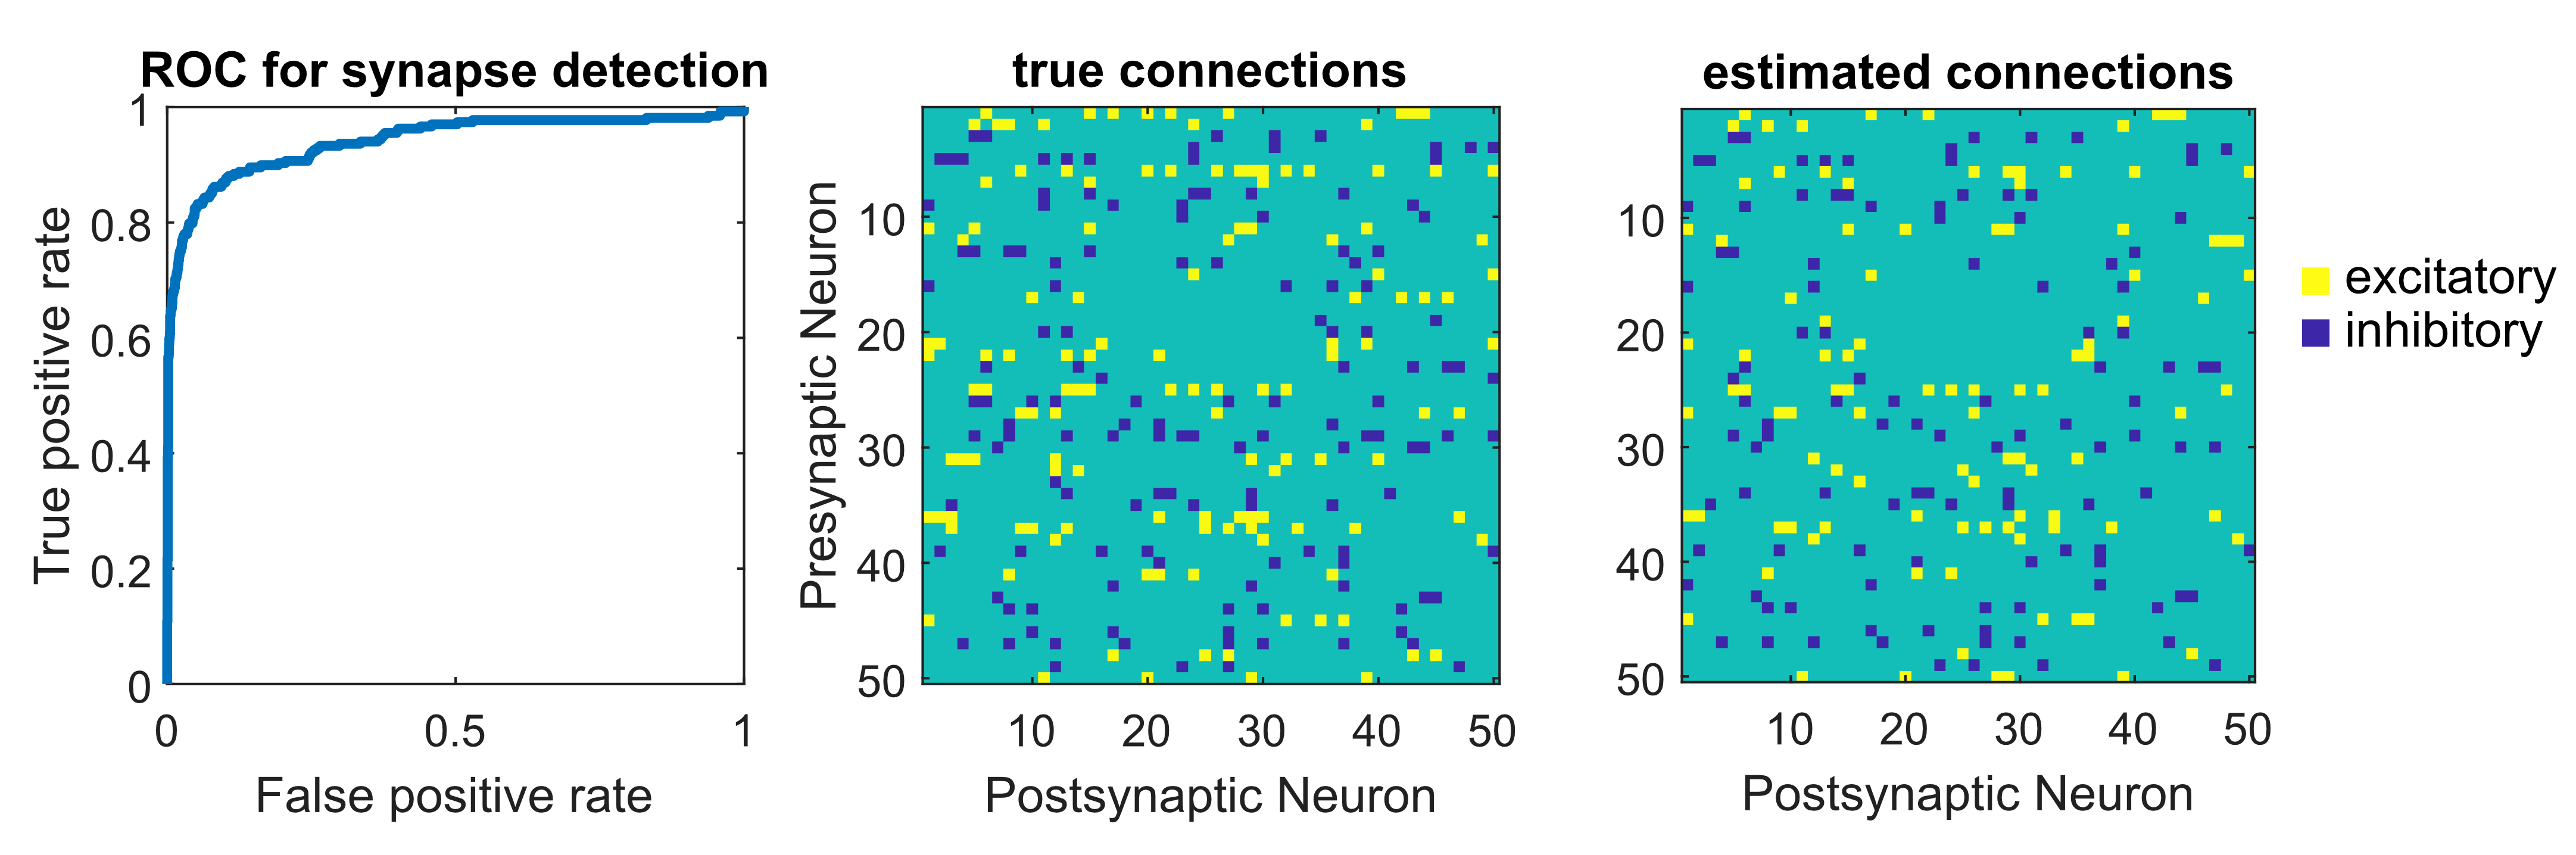 ROC for synapse detection
1
0.8
0.6
0.4
0.2
0
0
0.5
1
True positive rate
False positive rate
true connections
10
20
30
40
50
10
20
30
40
50
Presynaptic Neuron
Postsynaptic Neuron
estimated connections
10
20
30
40
50
10
20
30
40
50
Postsynaptic Neuron
excitatory
inhibitory